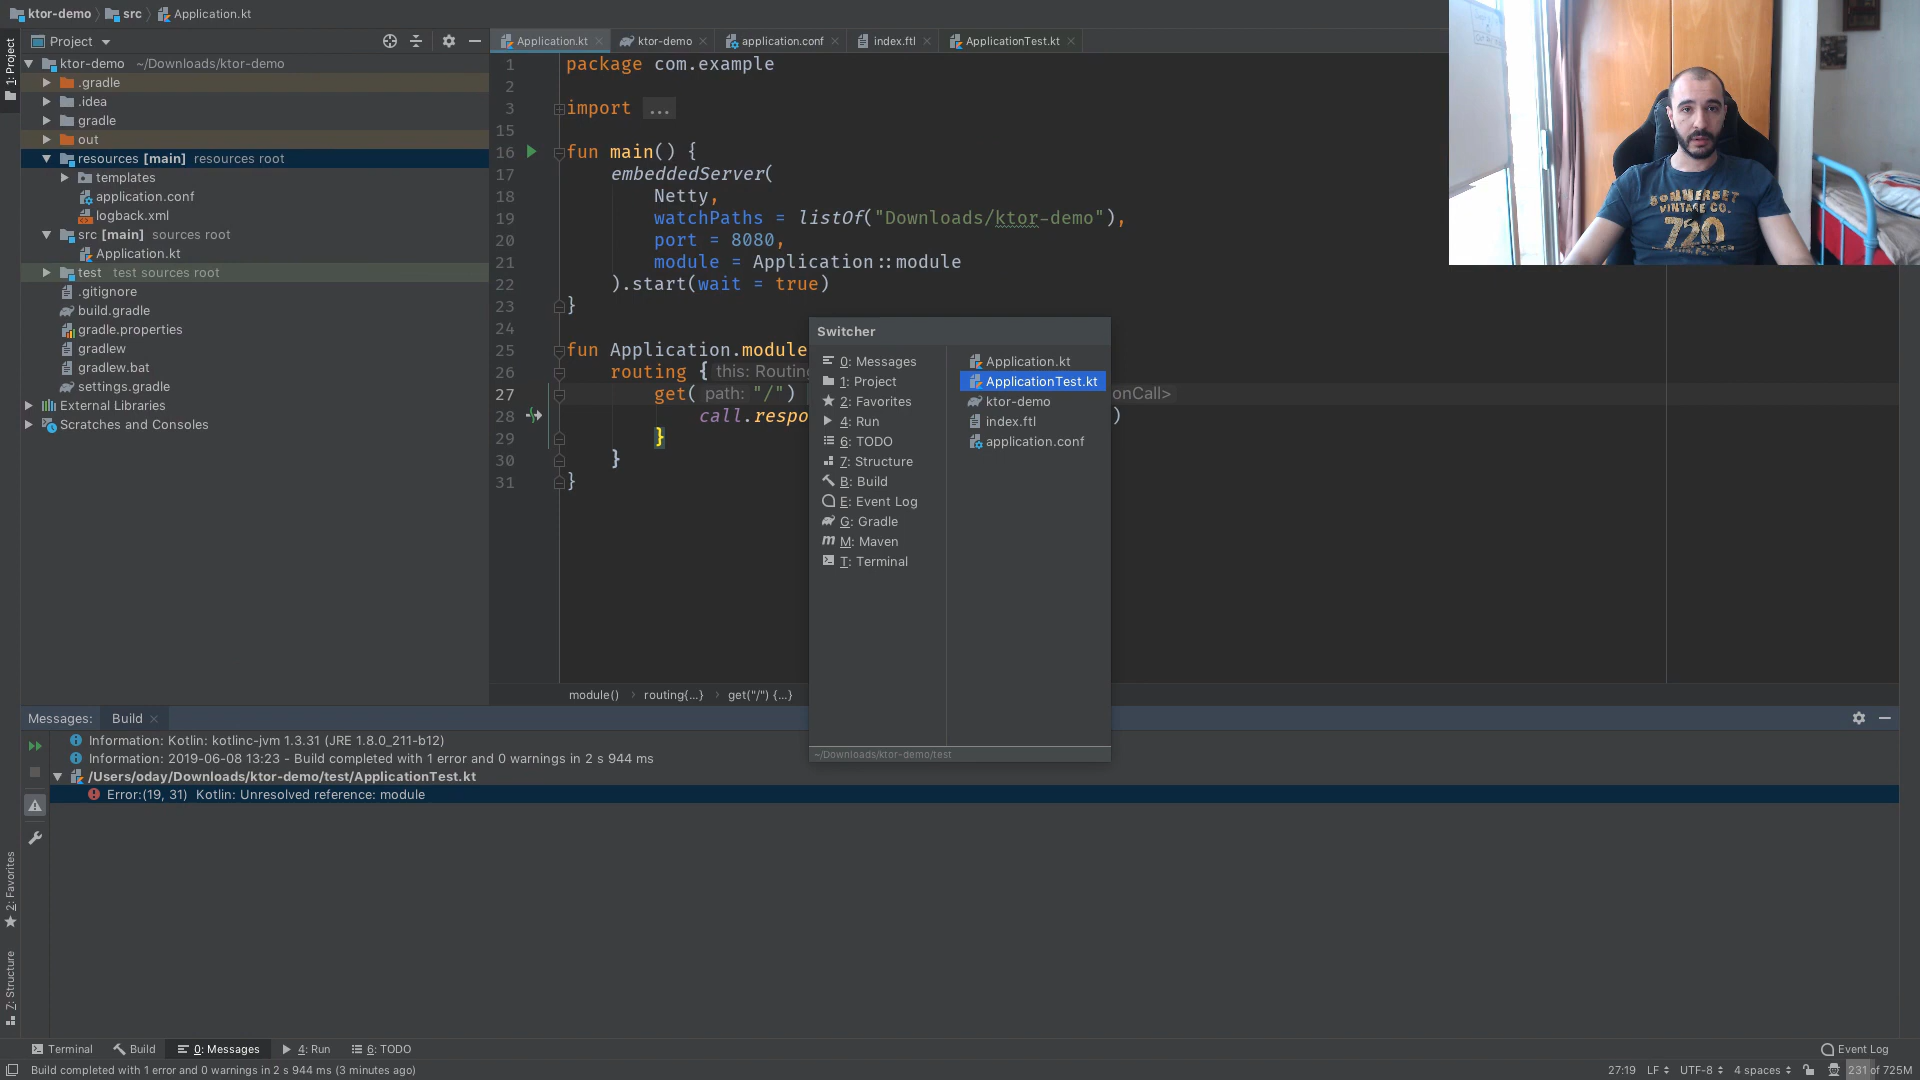 ktor-demo src Application.kt
Project
ktor-demo ~/Downloads/ktor-demo
.gradle
.idea
gradle
out
resources [main] resources root
templates
application.conf
logback.xml
src [main] sources root
Application.kt
test test sources root
.gitignore
build.gradle
gradle.properties
gradlew
gradlew.bat
settings.gradle
External Libraries
Scratches and Consoles
1: Project
2: Favorites
7: Structure
Application.kt ktor-demo application.conf index.ftl ApplicationTest.kt
1 package com.example
2
3 import ...
15
16 fun main() {
17 embeddedServer(
18 Netty,
19 watchPaths = listOf("Downloads/ktor-demo"),
20 port = 8080,
21 module = Application::module
22 ).start(wait = true)
23 }
24
25 fun Application.module
26 routing { this: Routing
27 get( path: "/") onCall>
28 call.respo )
29 }
30 }
31 }
Switcher
0: Messages
1: Project
2: Favorites
4: Run
6: TODO
7: Structure
B: Build
E: Event Log
G: Gradle
M: Maven
T: Terminal
Application.kt
ApplicationTest.kt
ktor-demo
index.ftl
application.conf
~/Downloads/ktor-demo/test
module() routing{...} get("/") {...}
SOMMERSET
VINTAGE CO.
720
Messages: Build
Information: Kotlin: kotlinc-jvm 1.3.31 (JRE 1.8.0_211-b12)
Information: 2019-06-08 13:23 - Build completed with 1 error and 0 warnings in 2 s 944 ms
/Users/oday/Downloads/ktor-demo/test/ApplicationTest.kt
Error:(19, 31) Kotlin: Unresolved reference: module
Terminal Build 0: Messages 4: Run 6: TODO Event Log
Build completed with 1 error and 0 warnings in 2 s 944 ms (3 minutes ago) 27:19 LF UTF-8 4 spaces 231 of 725M